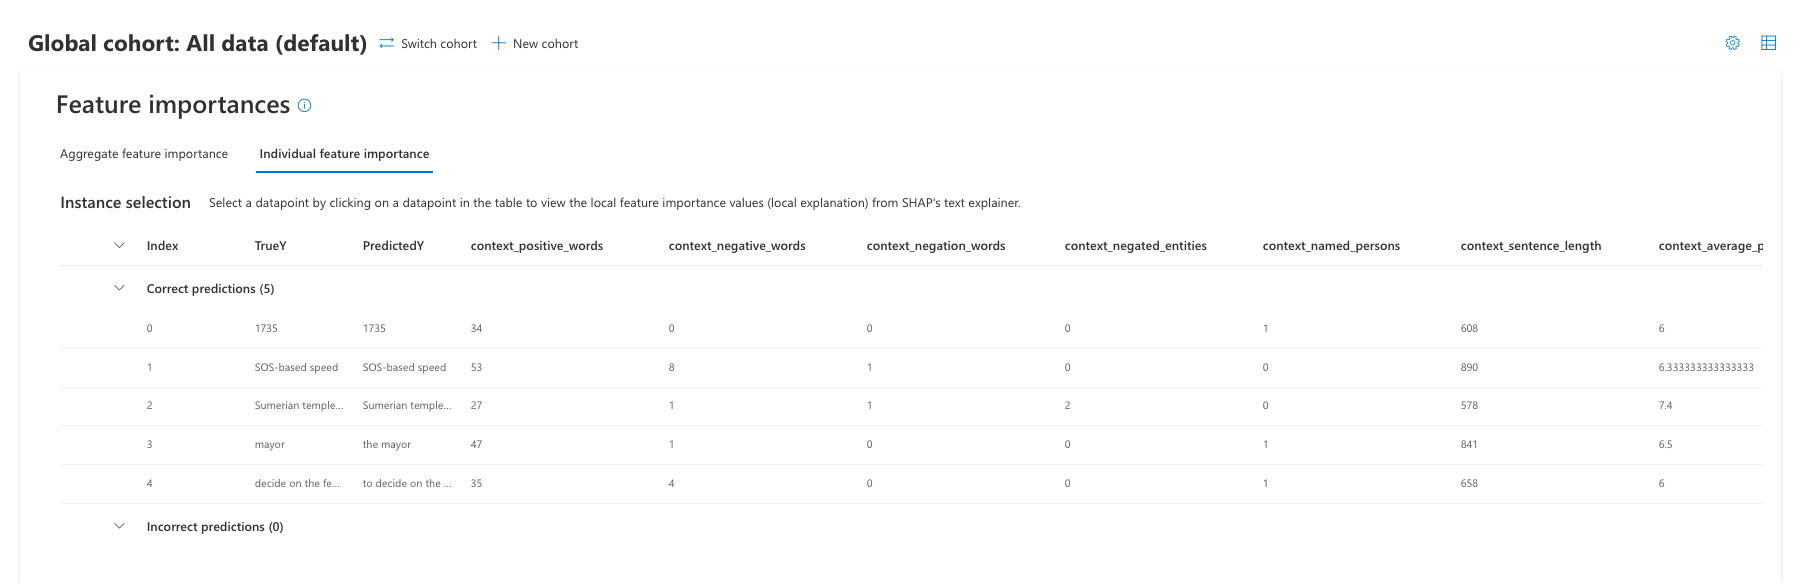 Global cohort: All data (default) Switch cohort New cohort
Feature importances
Aggregate feature importance Individual feature importance
Instance selection Select a datapoint by clicking on a datapoint in the table to view the local feature importance values (local explanation) from SHAP's text explainer.
Index TrueY PredictedY context_positive_words context_negative_words context_negation_words context_negated_entities context_named_persons context_sentence_length context_average_p
Correct predictions (5)
0 1735 1735 34 0 0 0 1 608 6
1 SOS-based speed SOS-based speed 53 8 1 0 0 890 6.333333333333333
2 Sumerian temple... Sumerian temple... 27 1 1 2 0 578 7.4
3 mayor the mayor 47 1 0 0 1 841 6.5
4 decide on the fe... to decide on the ... 35 4 0 0 1 658 6
Incorrect predictions (0)